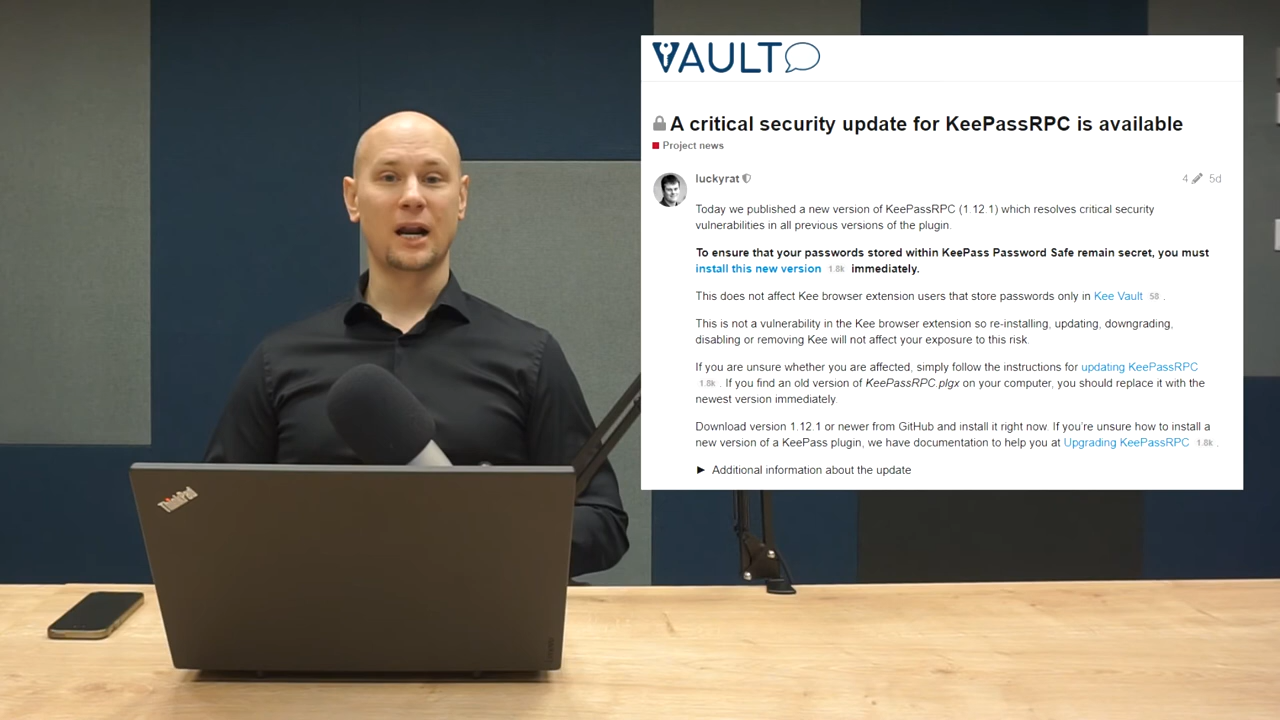 VAULT
A critical security update for KeePassRPC is available
Project news
luckyrat
4 5d
Today we published a new version of KeePassRPC (1.12.1) which resolves critical security
vulnerabilities in all previous versions of the plugin.
To ensure that your passwords stored within KeePass Password Safe remain secret, you must
install this new version 1.8k immediately.
This does not affect Kee browser extension users that store passwords only in Kee Vault 58 .
This is not a vulnerability in the Kee browser extension so re-installing, updating, downgrading,
disabling or removing Kee will not affect your exposure to this risk.
If you are unsure whether you are affected, simply follow the instructions for updating KeePassRPC
1.8k . If you find an old version of KeePassRPC.plgx on your computer, you should replace it with the
newest version immediately.
Download version 1.12.1 or newer from GitHub and install it right now. If you're unsure how to install a
new version of a KeePass plugin, we have documentation to help you at Upgrading KeePassRPC 1.8k .
► Additional information about the update
ThinkPad